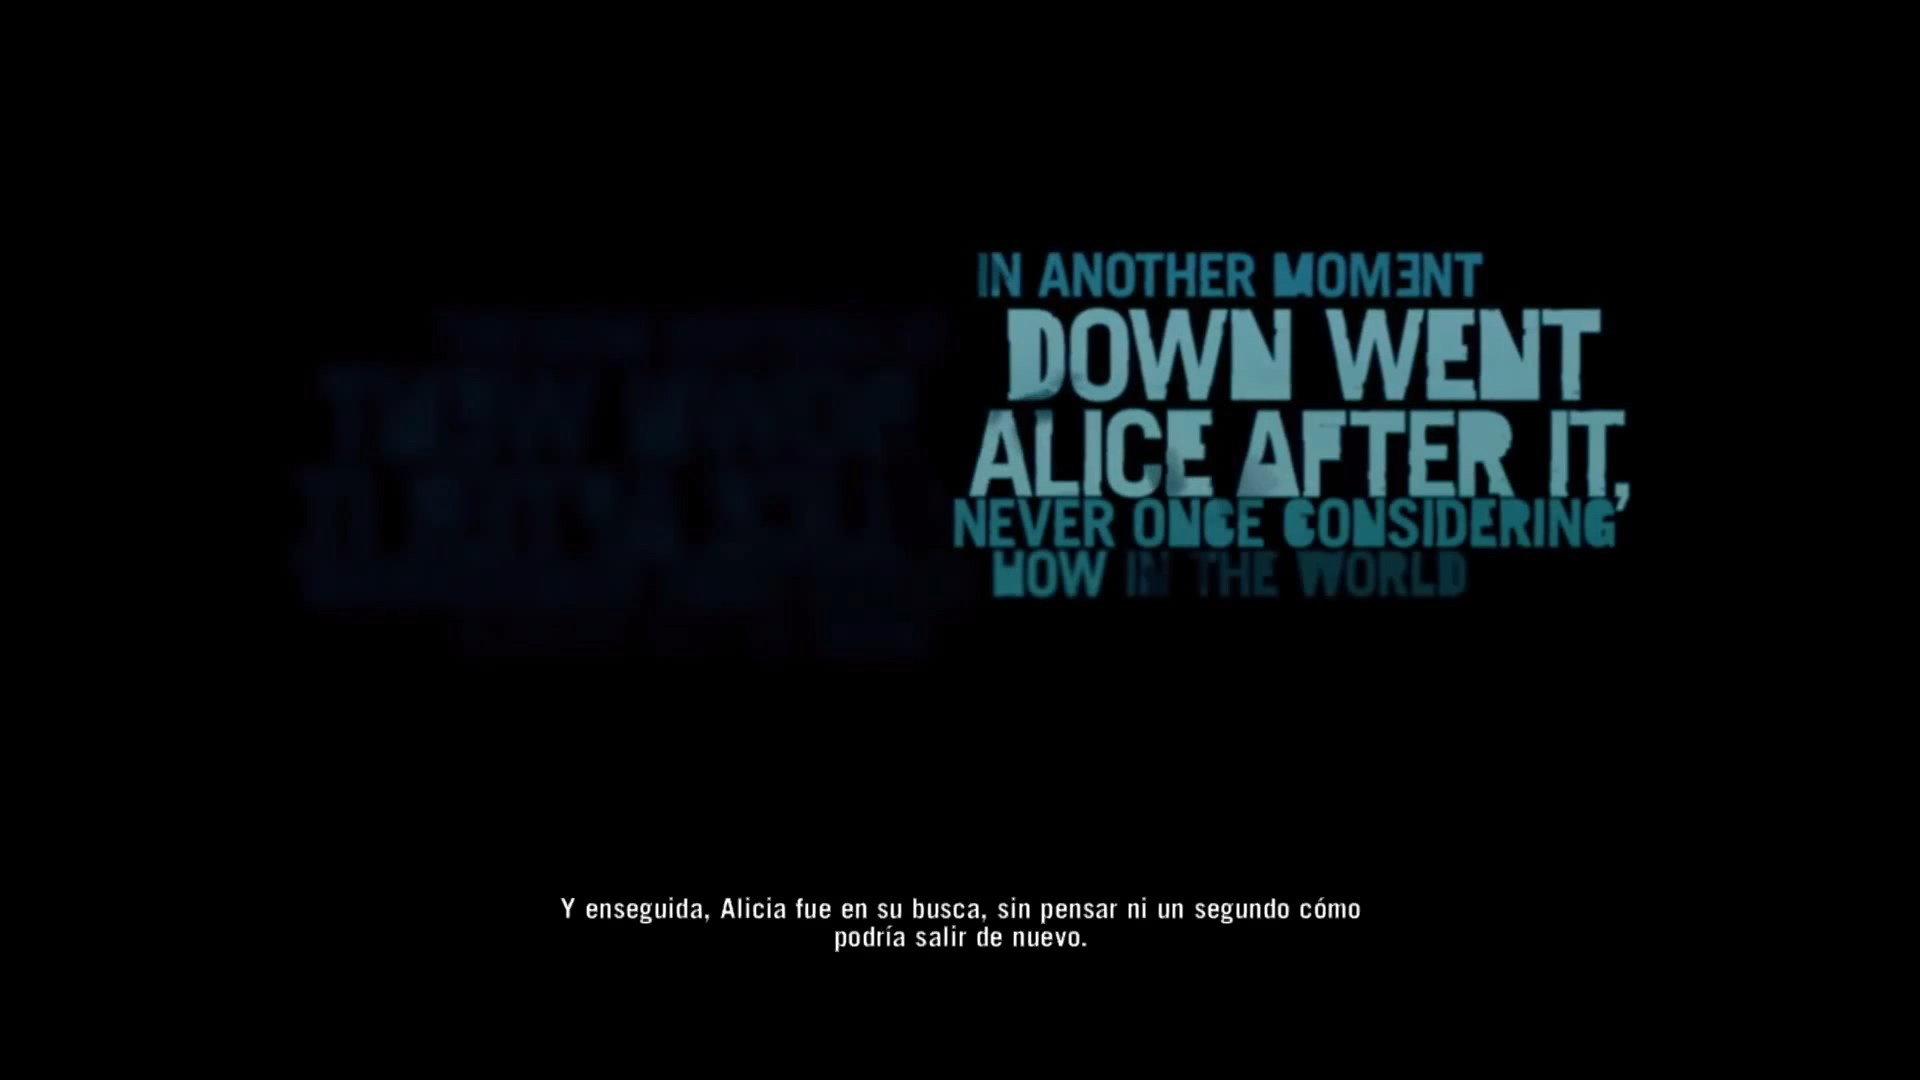 IN ANOTHER MOMENT
DOWN WENT
ALICE AFTER IT,
NEVER ONCE CONSIDERING
HOW IN THE WORLD
Y enseguida, Alicia fue en su busca, sin pensar ni un segundo cómo
podría salir de nuevo.